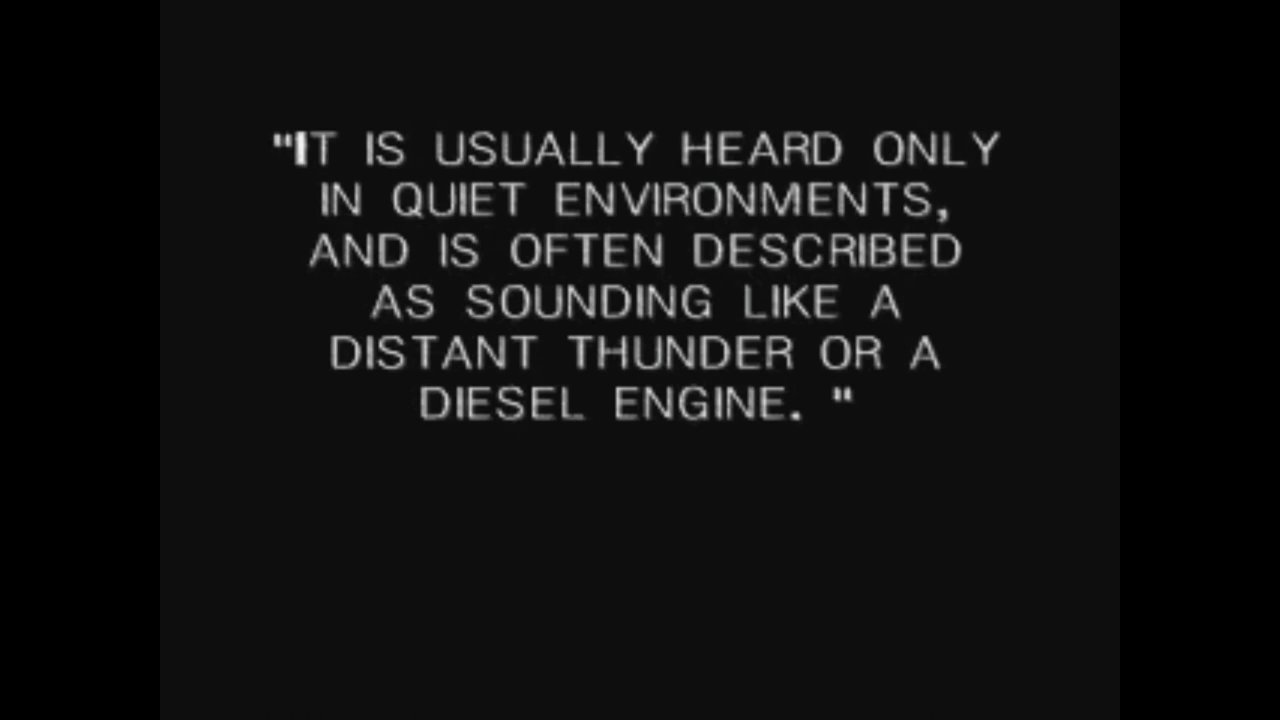 "IT IS USUALLY HEARD ONLY
IN QUIET ENVIRONMENTS,
AND IS OFTEN DESCRIBED
AS SOUNDING LIKE A
DISTANT THUNDER OR A
DIESEL ENGINE. "